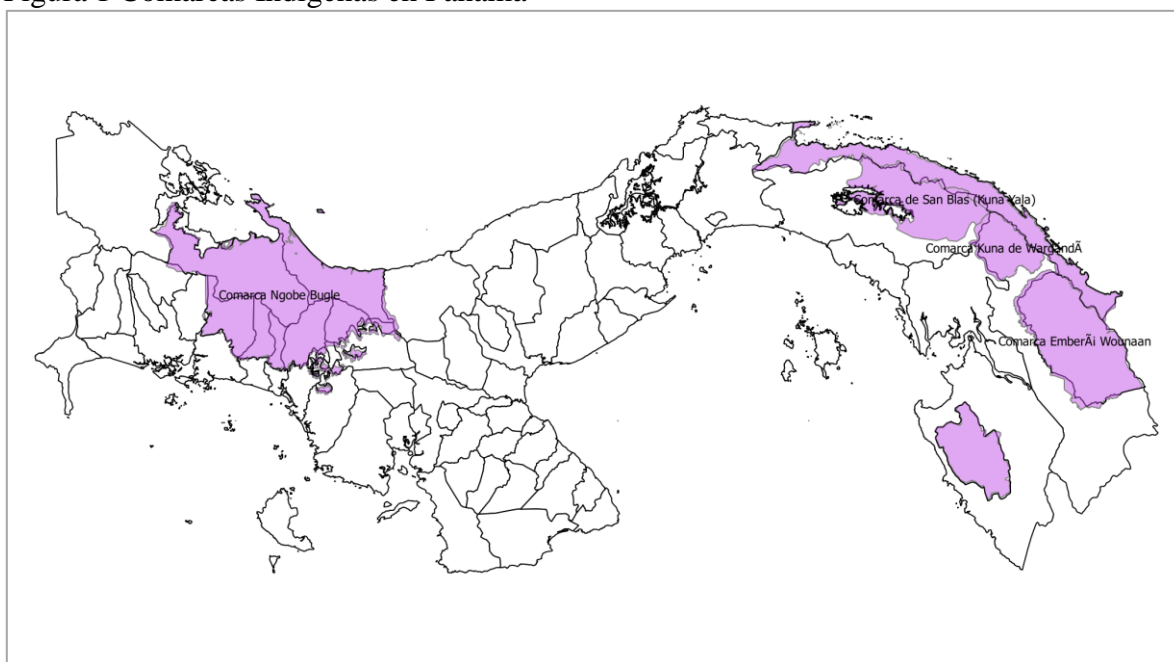 Figura 1 Comarcas Indígenas en Panamá
Comarca de San Blas (Kuna Yala)
Comarca Kuna de WargandÃ
Comarca Ngobe Bugle
Comarca EmberÃi Wounaan